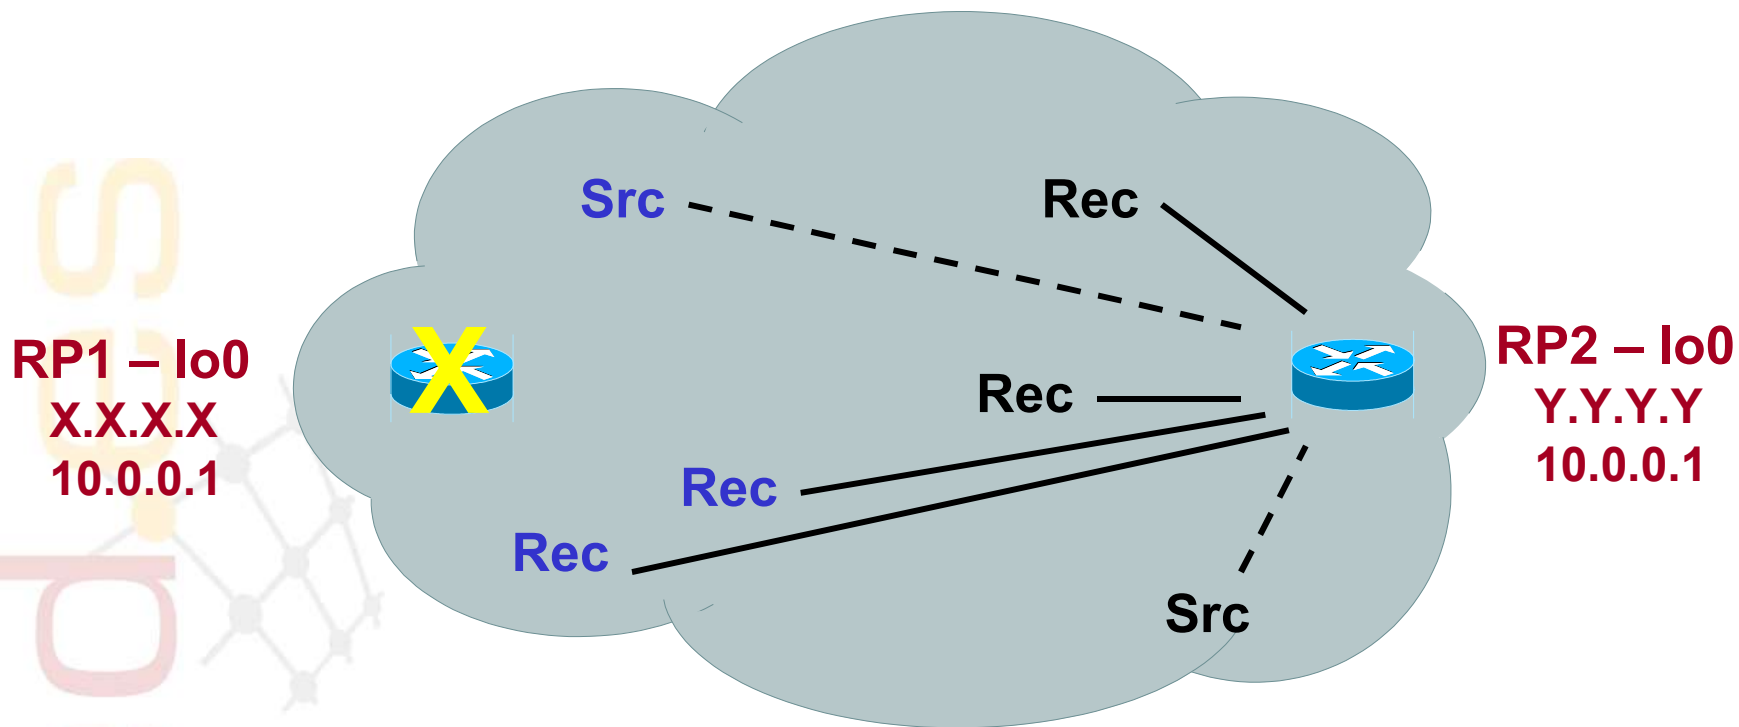 Src
Rec
RP1 – lo0
X.X.X.X
10.0.0.1
X
RP2 – lo0
Y.Y.Y.Y
10.0.0.1
Rec
Rec
Rec
Src